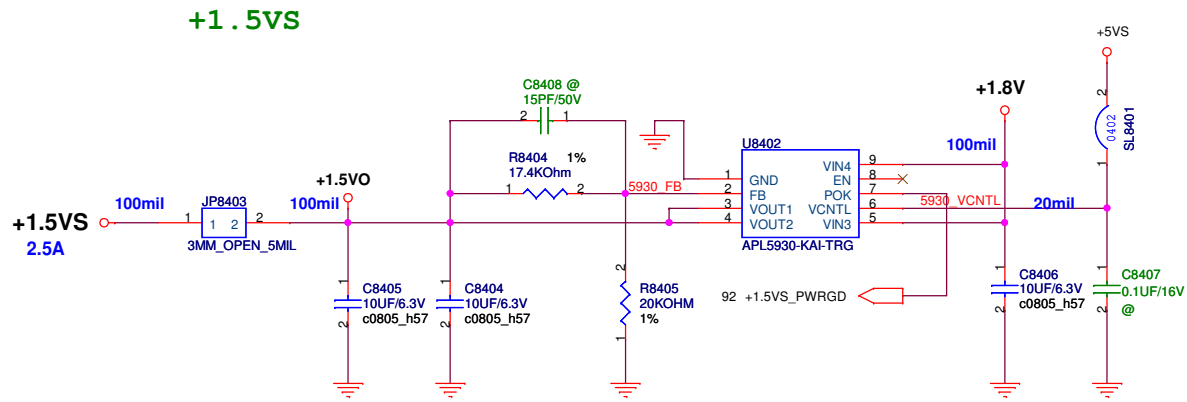 +1.5VS
+5VS
2
0402
SL8401
1
+1.8V
100mil
C8408 @
15PF/50V
2 1
R8404 1%
17.4KOhm
1 2
5930_FB
U8402
1 GND
2 FB
3 VOUT1
4 VOUT2
VIN4 9
EN 8
POK 7
VCNTL 6
VIN3 5
APL5930-KAI-TRG
5930_VCNTL
20mil
+1.5VO
100mil
JP8403
100mil
1 1 2 2
3MM_OPEN_5MIL
+1.5VS
2.5A
1
C8405
10UF/6.3V
c0805_h57
2
1
C8404
10UF/6.3V
c0805_h57
2
2
R8405
20KOHM
1%
1
92 +1.5VS_PWRGD
1
C8406
10UF/6.3V
c0805_h57
2
1
C8407
0.1UF/16V
@
2